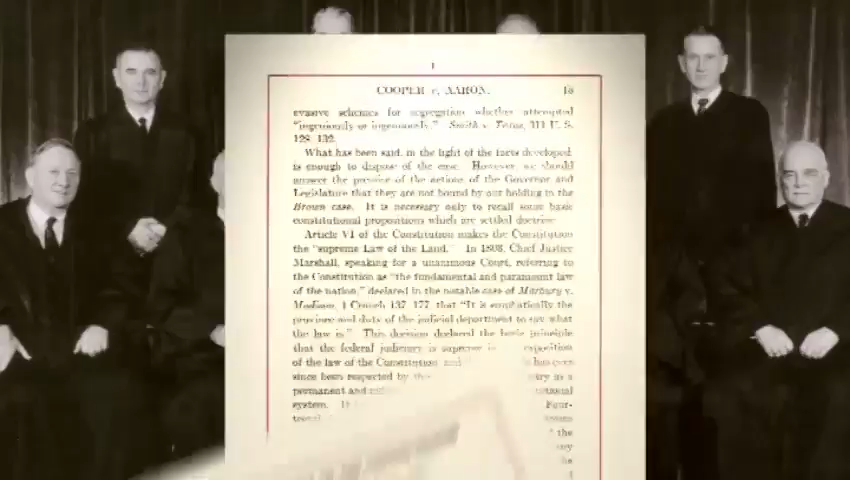 COOPER v. AARON.
evasive schemes for segregation whether attempted
"ingeniously or ingenuously." Smith v. Texas, 311 U. S.
128, 132.
What has been said, in the light of the facts developed,
is enough to dispose of the case. However, we should
answer the premise of the actions of the Governor and
Legislature that they are not bound by our holding in the
Brown case. It is necessary only to recall some basic
constitutional propositions which are settled doctrine.
Article VI of the Constitution makes the Constitution
the "supreme Law of the Land." In 1803, Chief Justice
Marshall, speaking for a unanimous Court, referring to
the Constitution as "the fundamental and paramount law
of the nation," declared in the notable case of Marbury v.
Madison, 1 Cranch 137, 177, that "It is emphatically the
province and duty of the judicial department to say what
the law is." This decision declared the basic principle
that the federal judiciary is supreme in exposition
of the law of the Constitution and has ever
since been respected by
permanent and
system. Four-
the